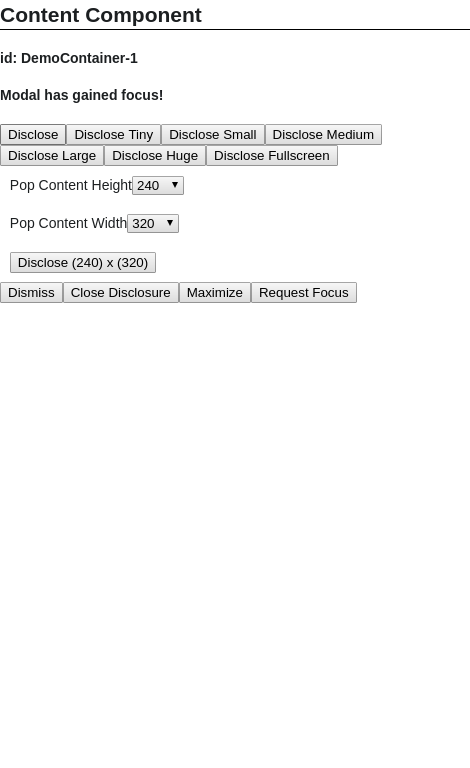 Content Component
id: DemoContainer-1
Modal has gained focus!
Disclose Disclose Tiny Disclose Small Disclose Medium
Disclose Large Disclose Huge Disclose Fullscreen
Pop Content Height 240
Pop Content Width 320
Disclose (240) x (320)
Dismiss Close Disclosure Maximize Request Focus